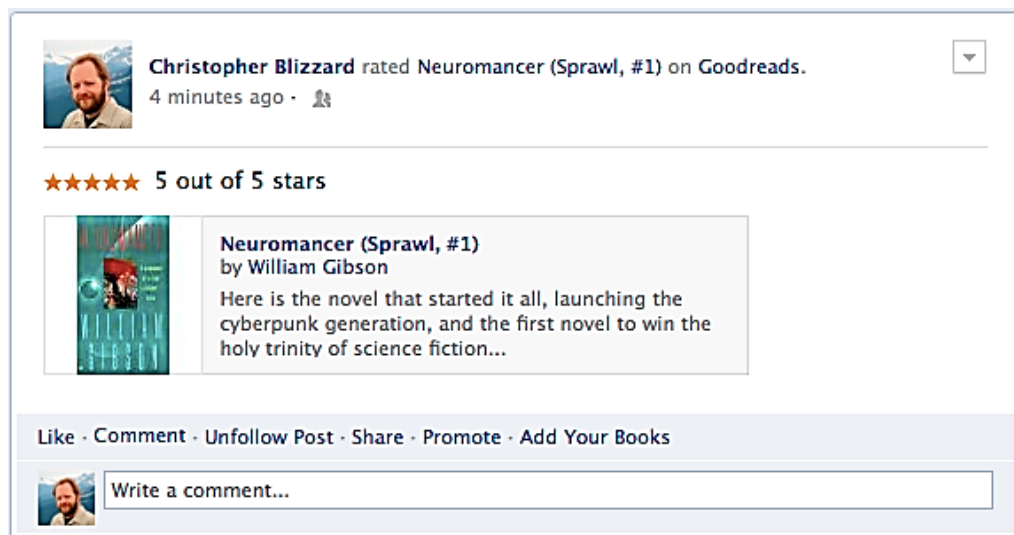 Christopher Blizzard rated Neuromancer (Sprawl, #1) on Goodreads.
4 minutes ago ·
5 out of 5 stars
WILLIAM
GIBSON
Neuromancer (Sprawl, #1)
by William Gibson
Here is the novel that started it all, launching the
cyberpunk generation, and the first novel to win the
holy trinity of science fiction...
Like · Comment · Unfollow Post · Share · Promote · Add Your Books
Write a comment...